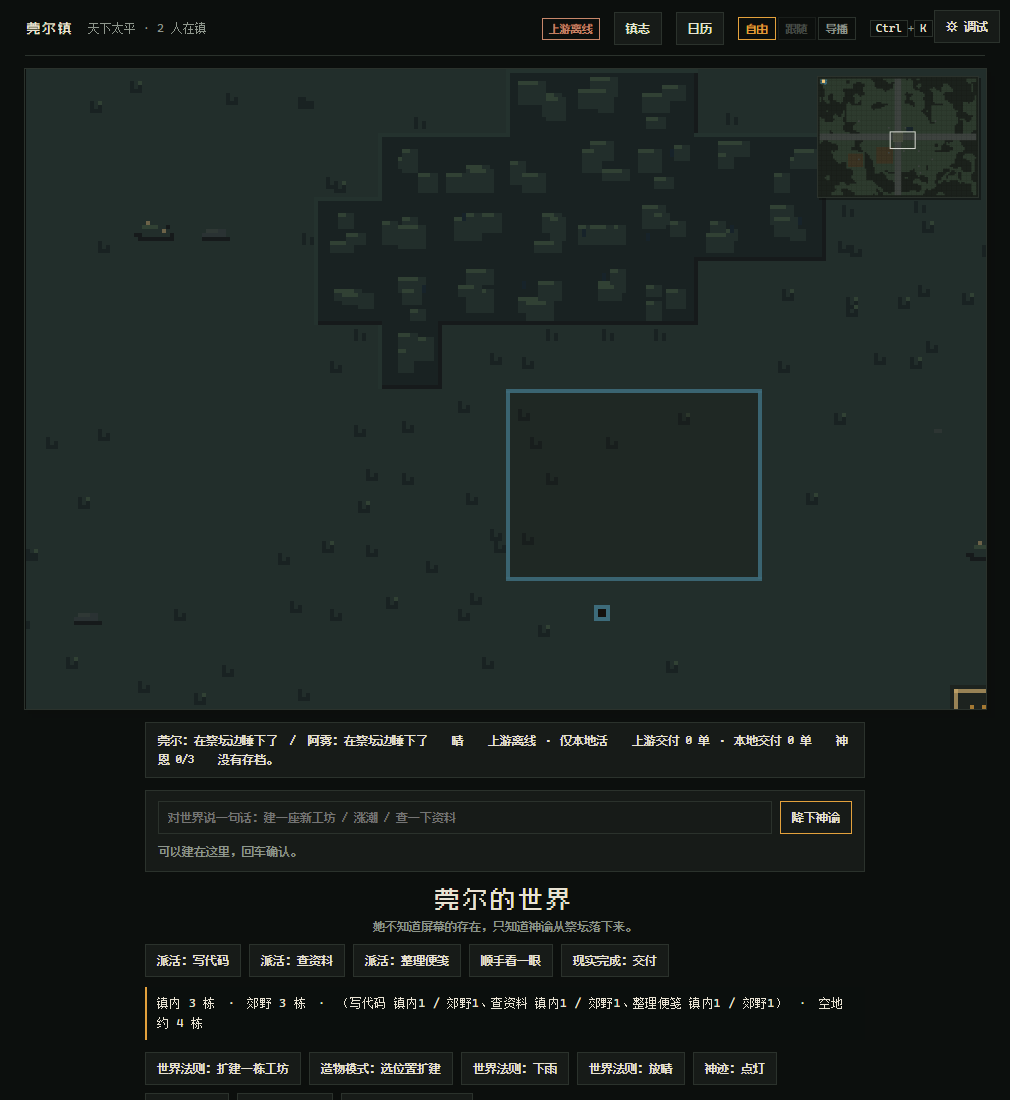 莞尔镇 天下太平 · 2 人在镇 上游离线 镇志 日历 自由 跟随 导播 Ctrl + K 调试
莞尔: 在祭坛边睡下了 / 阿雾: 在祭坛边睡下了 晴 上游离线 · 仅本地活 上游交付 0 单 · 本地交付 0 单 神
恩 0/3 没有存档。
对世界说一句话: 建一座新工坊 / 涨潮 / 查一下资料 降下神谕
可以建在这里, 回车确认。
莞尔的世界
她不知道屏幕的存在, 只知道神谕从祭坛落下来。
派活: 写代码 派活: 查资料 派活: 整理便笺 顺手看一眼 现实完成: 交付
镇内 3 栋 · 郊野 3 栋 · (写代码 镇内1 / 郊野1、查资料 镇内1 / 郊野1、整理便笺 镇内1 / 郊野1) · 空地
约 4 栋
世界法则: 扩建一栋工坊 造物模式: 选位置扩建 世界法则: 下雨 世界法则: 放晴 神迹: 点灯